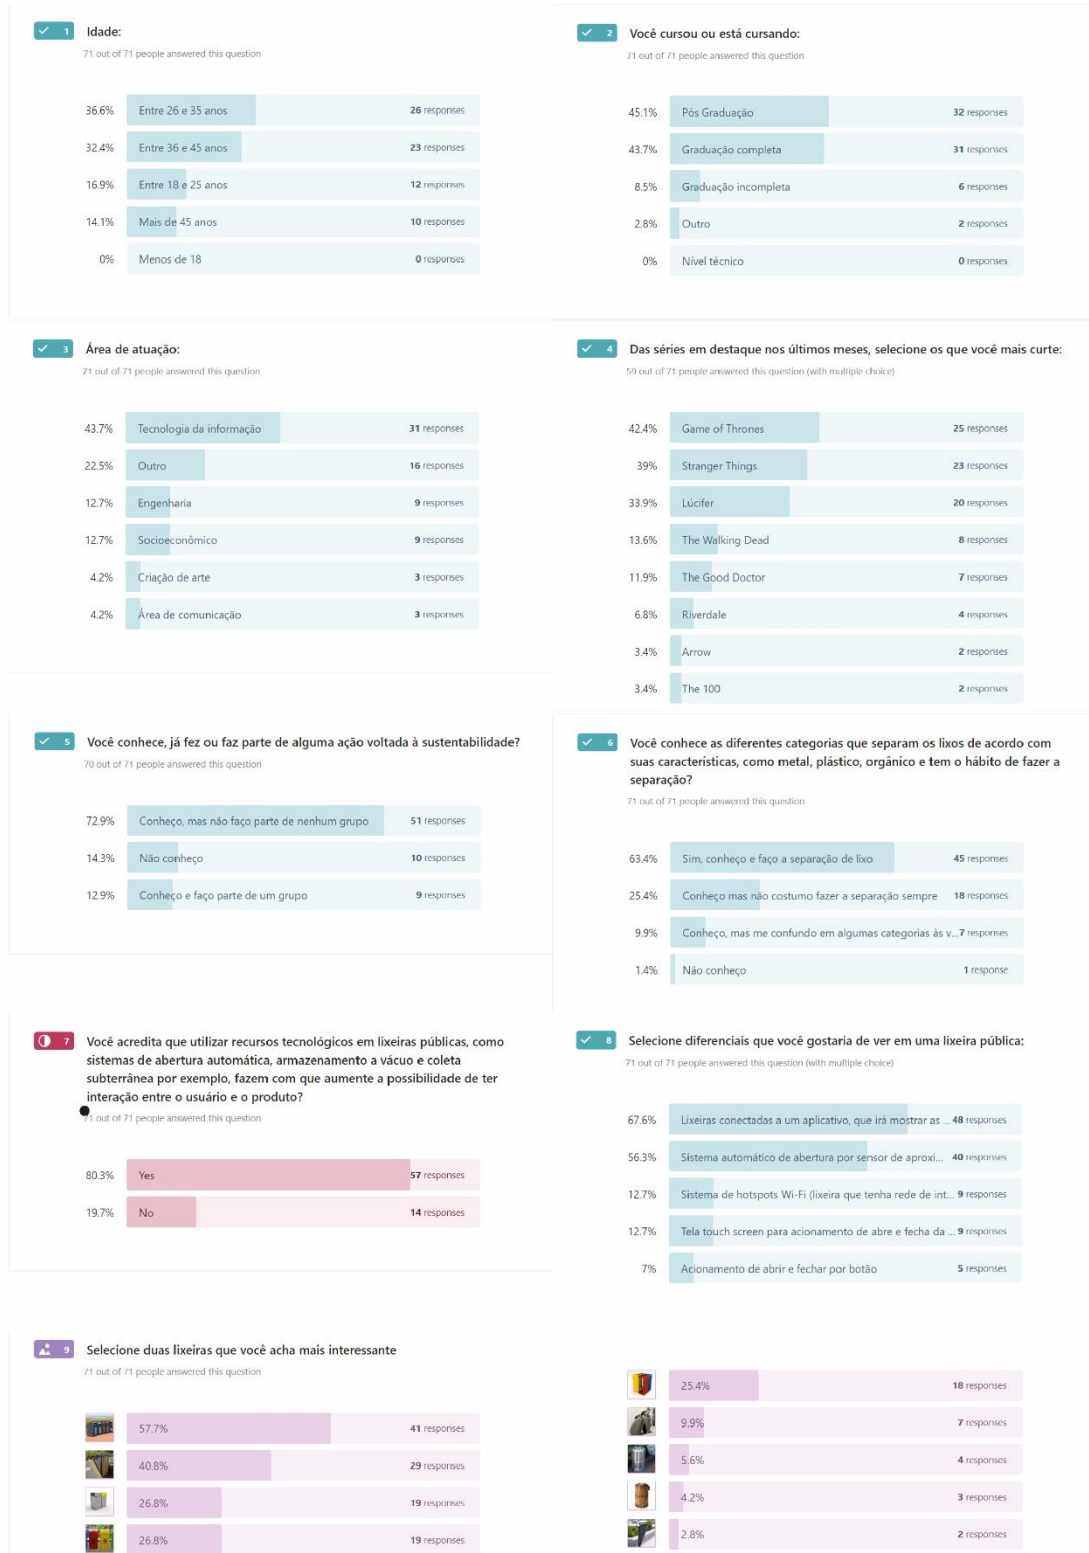 1 Idade:
71 out of 71 people answered this question
36.6% Entre 26 e 35 anos 26 responses
32.4% Entre 36 e 45 anos 23 responses
16.9% Entre 18 e 25 anos 12 responses
14.1% Mais de 45 anos 10 responses
0% Menos de 18 0 responses
2 Você cursou ou está cursando:
71 out of 71 people answered this question
45.1% Pós Graduação 32 responses
43.7% Graduação completa 31 responses
8.5% Graduação incompleta 6 responses
2.8% Outro 2 responses
0% Nível técnico 0 responses
3 Área de atuação:
71 out of 71 people answered this question
43.7% Tecnologia da informação 31 responses
22.5% Outro 16 responses
12.7% Engenharia 9 responses
12.7% Socioeconômico 9 responses
4.2% Criação de arte 3 responses
4.2% Área de comunicação 3 responses
4 Das séries em destaque nos últimos meses, selecione os que você mais curte:
59 out of 71 people answered this question (with multiple choice)
42.4% Game of Thrones 25 responses
39% Stranger Things 23 responses
33.9% Lúcifer 20 responses
13.6% The Walking Dead 8 responses
11.9% The Good Doctor 7 responses
6.8% Riverdale 4 responses
3.4% Arrow 2 responses
3.4% The 100 2 responses
5 Você conhece, já fez ou faz parte de alguma ação voltada à sustentabilidade?
70 out of 71 people answered this question
72.9% Conheço, mas não faço parte de nenhum grupo 51 responses
14.3% Não conheço 10 responses
12.9% Conheço e faço parte de um grupo 9 responses
6 Você conhece as diferentes categorias que separam os lixos de acordo com
suas características, como metal, plástico, orgânico e tem o hábito de fazer a
separação?
71 out of 71 people answered this question
63.4% Sim, conheço e faço a separação de lixo 45 responses
25.4% Conheço mas não costumo fazer a separação sempre 18 responses
9.9% Conheço, mas me confundo em algumas categorias às v... 7 responses
1.4% Não conheço 1 response
7 Você acredita que utilizar recursos tecnológicos em lixeiras públicas, como
sistemas de abertura automática, armazenamento a vácuo e coleta
subterrânea por exemplo, fazem com que aumente a possibilidade de ter
interação entre o usuário e o produto?
71 out of 71 people answered this question
80.3% Yes 57 responses
19.7% No 14 responses
8 Selecione diferenciais que você gostaria de ver em uma lixeira pública:
71 out of 71 people answered this question (with multiple choice)
67.6% Lixeiras conectadas a um aplicativo, que irá mostrar as ... 48 responses
56.3% Sistema automático de abertura por sensor de aproxi... 40 responses
12.7% Sistema de hotspots Wi-Fi (lixeira que tenha rede de int... 9 responses
12.7% Tela touch screen para acionamento de abre e fecha da ... 9 responses
7% Acionamento de abrir e fechar por botão 5 responses
9 Selecione duas lixeiras que você acha mais interessante
71 out of 71 people answered this question
57.7% 41 responses
40.8% 29 responses
26.8% 19 responses
26.8% 19 responses
25.4% 18 responses
9.9% 7 responses
5.6% 4 responses
4.2% 3 responses
2.8% 2 responses